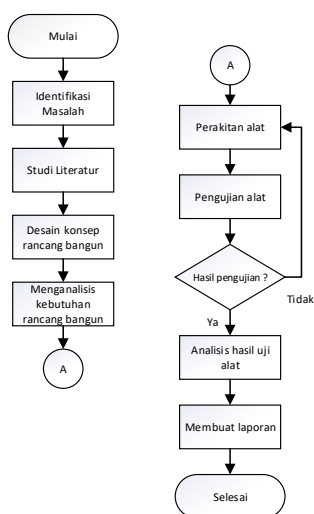 Mulai
Identifikasi
Masalah
Studi Literatur
Desain konsep
rancang bangun
Menganalisis
kebutuhan
rancang bangun
A
A
Perakitan alat
Pengujian alat
Hasil pengujian ?
Tidak
Ya
Analisis hasil uji
alat
Membuat laporan
Selesai